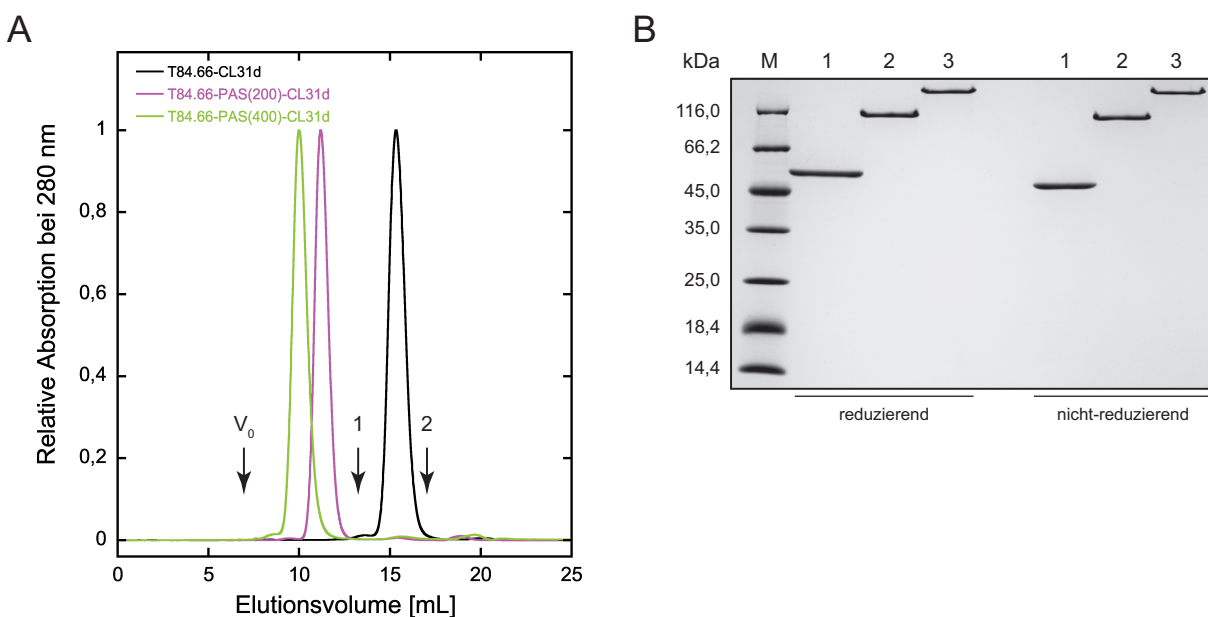 A
T84.66-CL31d
T84.66-PAS(200)-CL31d
T84.66-PAS(400)-CL31d
Relative Absorption bei 280 nm
1
0,8
0,6
0,4
0,2
0
V0
1
2
0 5 10 15 20 25
Elutionsvolume [mL]
B
kDa M 1 2 3 1 2 3
116,0
66,2
45,0
35,0
25,0
18,4
14,4
reduzierend nicht-reduzierend